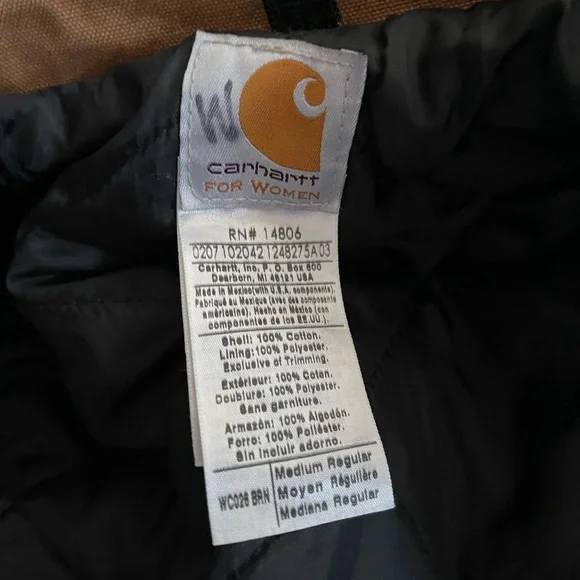 W
carhartt
FOR WOMEN
RN# 14806
02071020421248275A03
Carhartt, Inc. P. O. Box 600
Dearborn, MI 48121 USA
Made in Mexico(with U.S.A. components).
Fabriqué au Mexique (avec des composants
américains). Hecho en México (con
componentes de los EE.UU.).
Shell: 100% Cotton.
Lining:100% Polyester.
Exclusive of Trimming.
Extérieur: 100% Coton.
Doublure: 100% Polyester.
Sans garniture.
Armazón: 100% Algodón.
Forro: 100% Poliéster.
Sin incluir adorno.
WC026 BRN
Medium Regular
Moyen Régulière
Mediana Regular